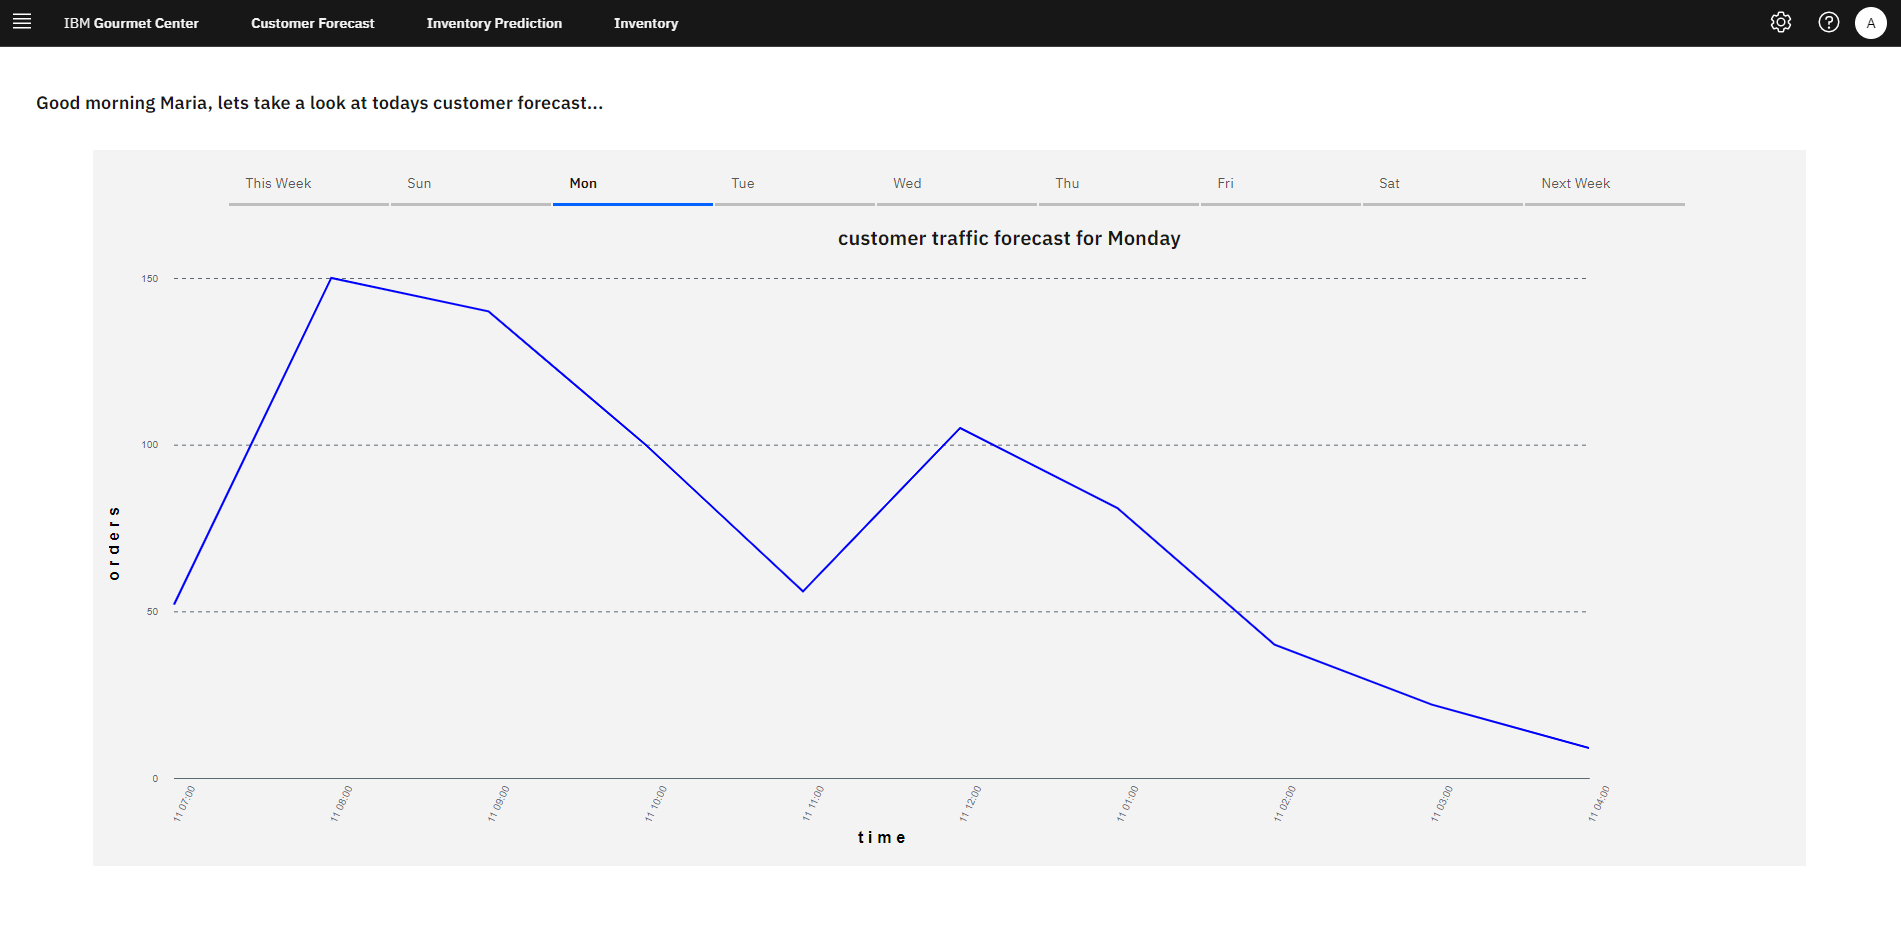 IBM Gourmet Center Customer Forecast Inventory Prediction Inventory A
Good morning Maria, lets take a look at todays customer forecast...
This Week Sun Mon Tue Wed Thu Fri Sat Next Week
customer traffic forecast for Monday
150
100
50
0
orders
11 07:00 11 08:00 11 09:00 11 10:00 11 11:00 11 12:00 11 01:00 11 02:00 11 03:00 11 04:00
time